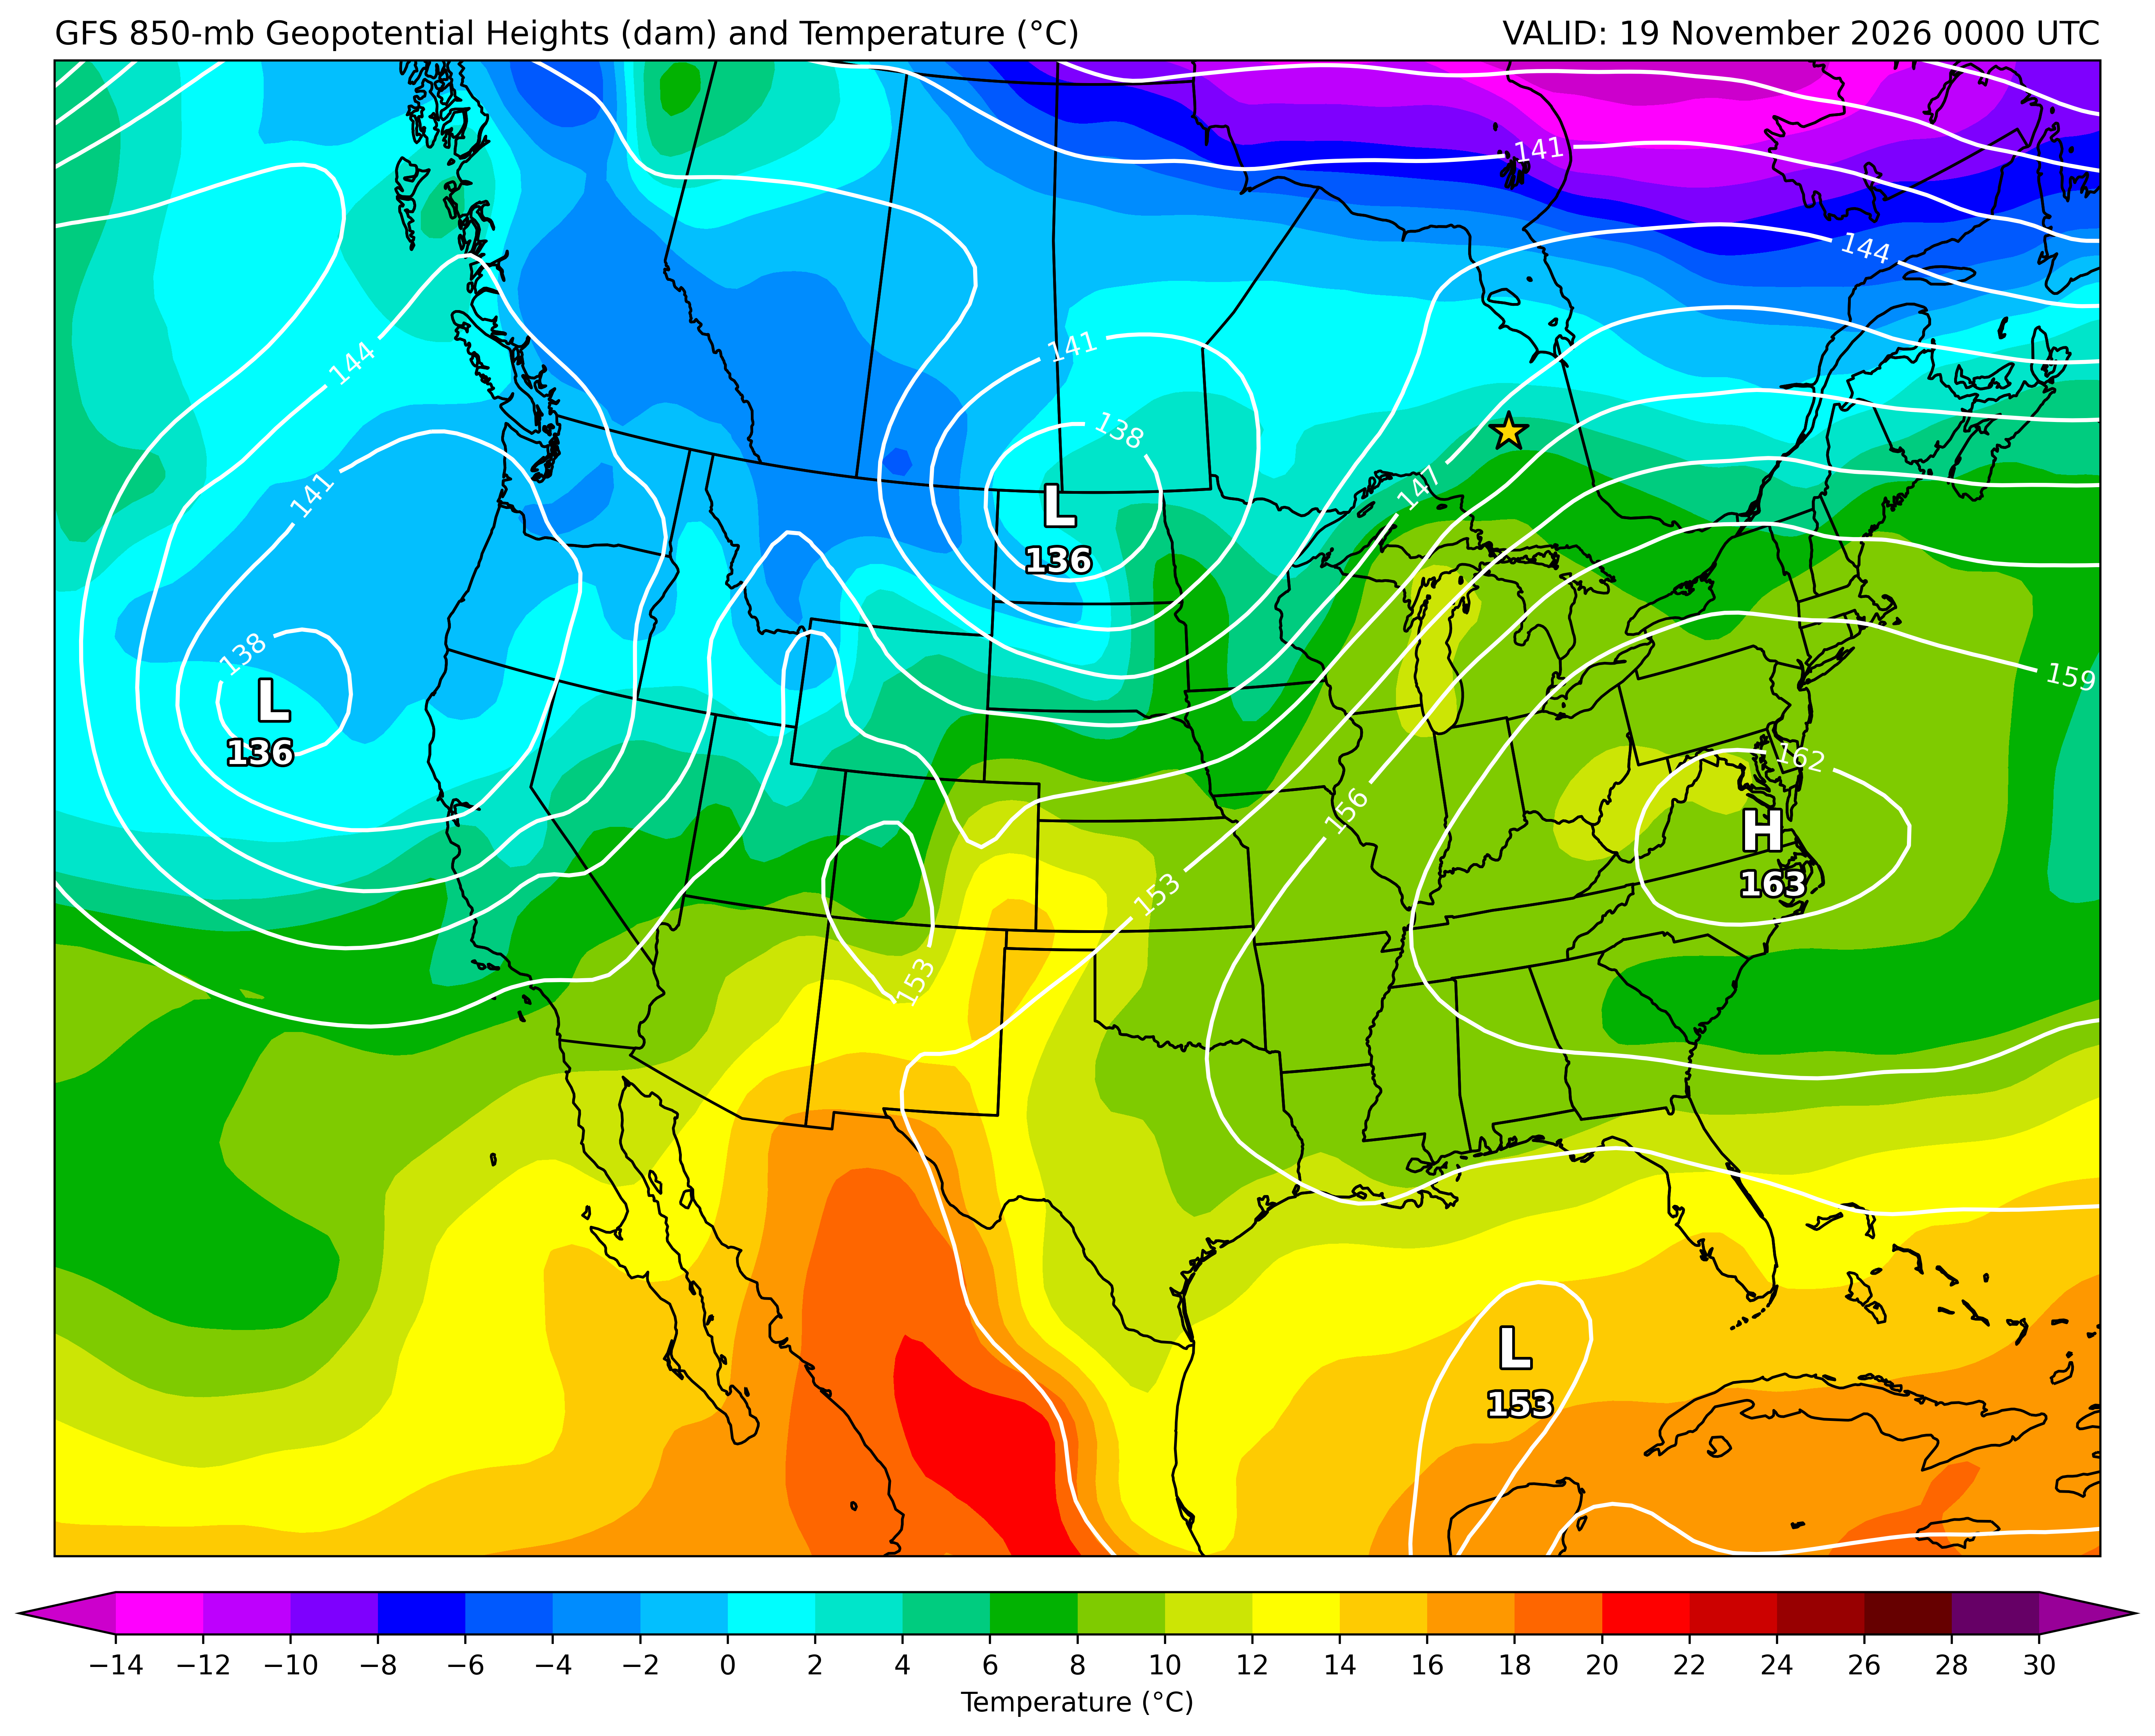 GFS 850-mb Geopotential Heights (dam) and Temperature (°C)
VALID: 19 November 2026 0000 UTC
141
144
141
144
138
147
141
L
136
138
159
L
136
162
156
H
163
153
153
L
153
−14 −12 −10 −8 −6 −4 −2 0 2 4 6 8 10 12 14 16 18 20 22 24 26 28 30
Temperature (°C)